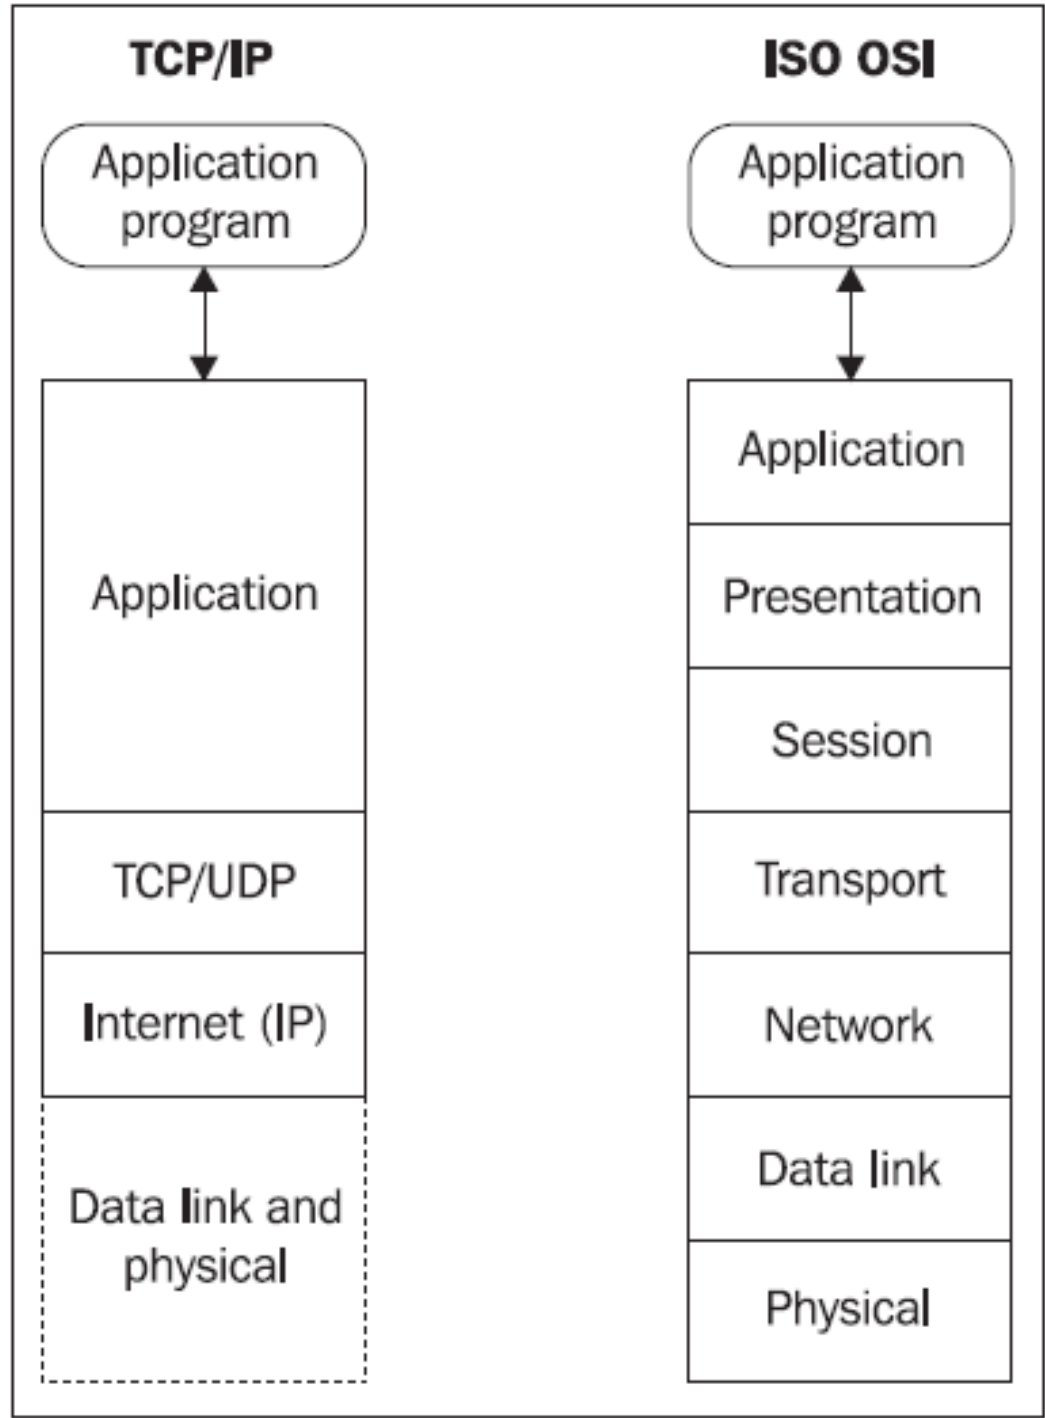 TCP/IP
Application
program
Application
TCP/UDP
Internet (IP)
Data link and
physical
ISO OSI
Application
program
Application
Presentation
Session
Transport
Network
Data link
Physical